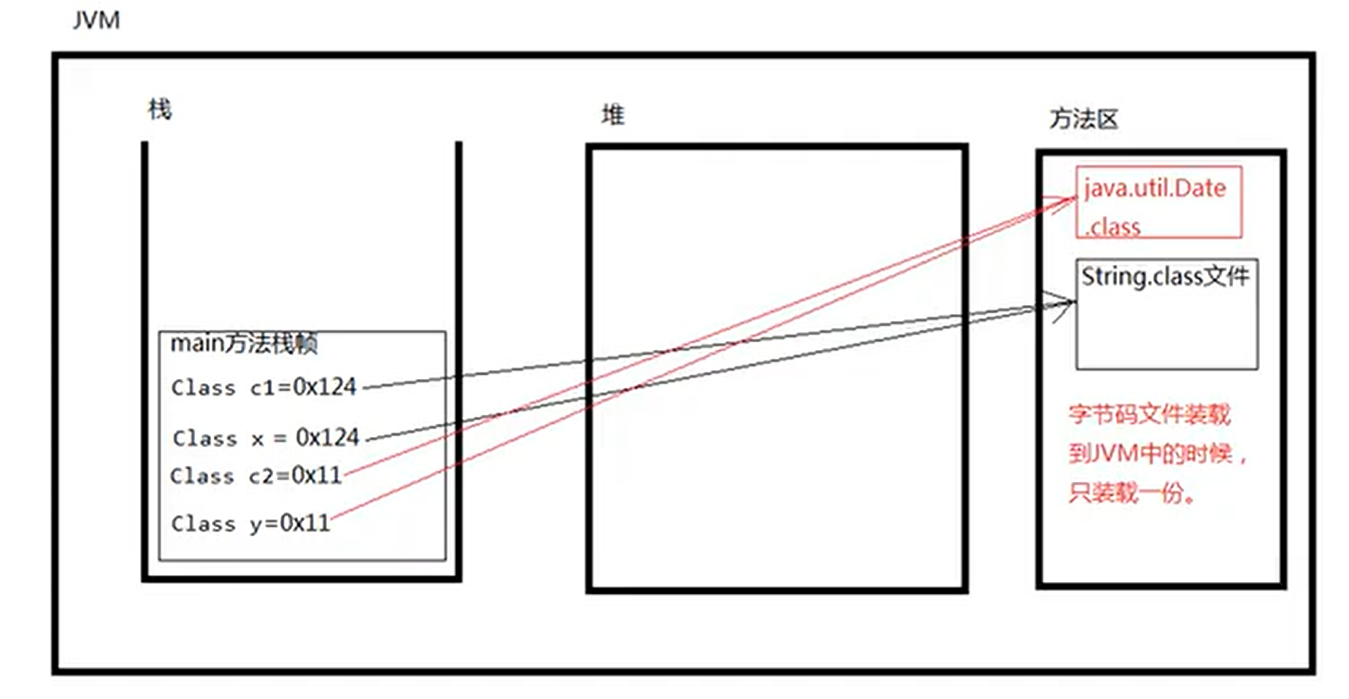 JVM
栈
堆
方法区
java.util.Date
.class
String.class文件
main方法栈帧
Class c1=0x124
Class x = 0x124
Class c2=0x11
Class y=0x11
字节码文件装载
到JVM中的时候，
只装载一份。